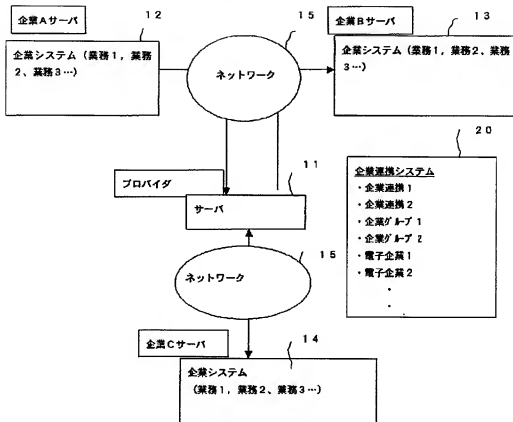 企業Aサーバ
12
15
企業Bサーバ
13
企業システム(業務1,業務
2、業務3…)
ネットワーク
企業システム(業務1,業務2、業務
3…)
20
プロバイダ
11
サーバ
企業連携システム
・企業連携1
・企業連携2
・企業グループ1
・企業グループ2
・電子企業1
・電子企業2
・
・
ネットワーク
15
企業Cサーバ
14
企業システム
(業務1,業務2、業務3…)